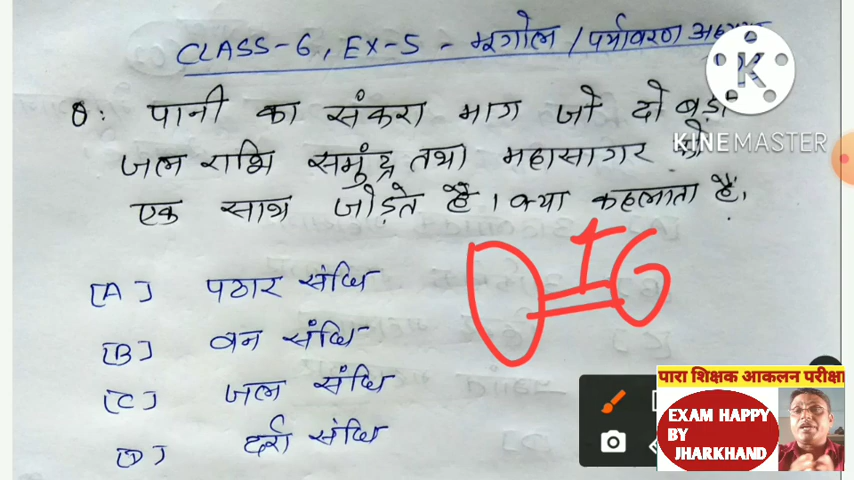 CLASS-6, EX-5 - भूगोल / पर्यावरण
Q: पानी का संकरा भाग जो दो बड़ी
जल राशि समुंद्र तथा महासागर को
एक साथ जोड़ते है। क्या कहलाता है।
[A] पठार संधि
[B] वन संधि
[C] जल संधि
[D] दर्रा संधि
K
KINEMASTER
पारा शिक्षक आकलन परीक्षा
EXAM HAPPY
BY
JHARKHAND